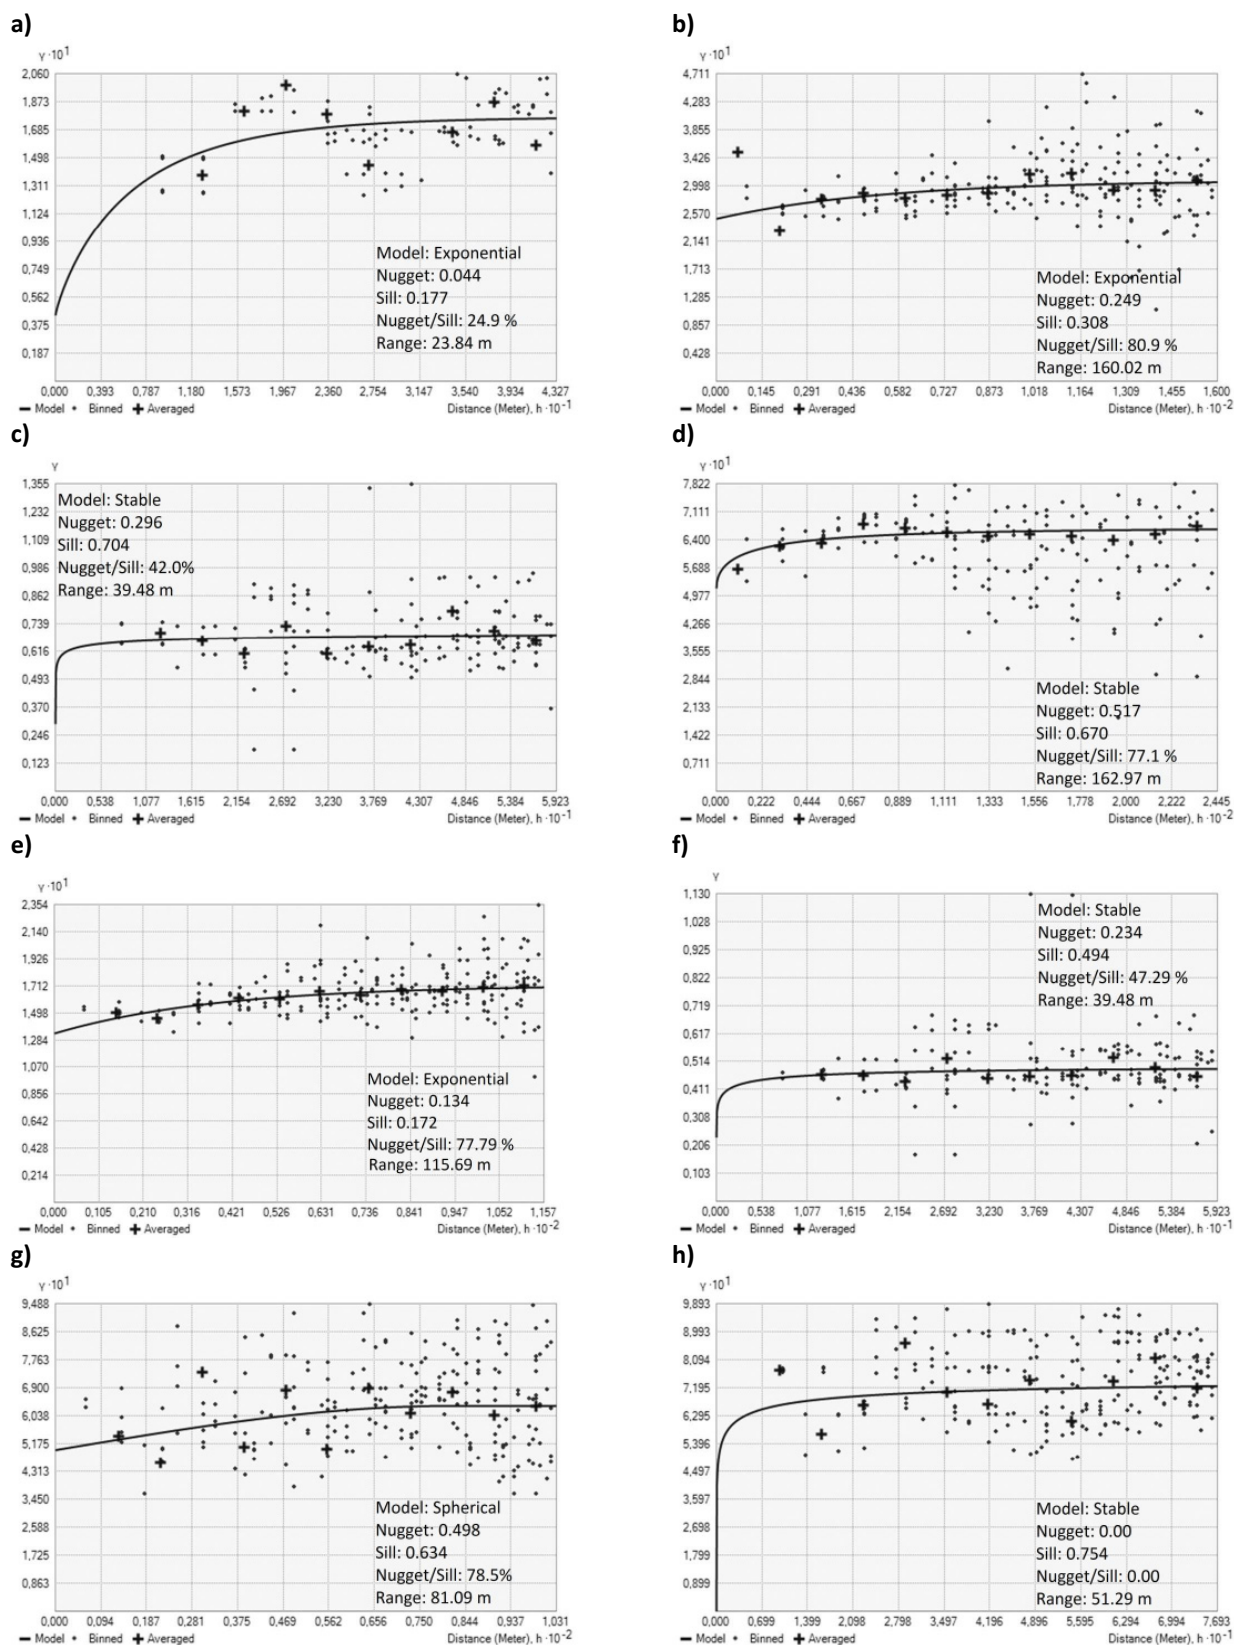 a)
γ·10¹
2,060
1,873
1,685
1,498
1,311
1,124
0,936
0,749
0,562
0,375
0,187
Model: Exponential
Nugget: 0.044
Sill: 0.177
Nugget/Sill: 24.9 %
Range: 23.84 m
0,000 0,393 0,787 1,180 1,573 1,967 2,360 2,754 3,147 3,540 3,934 4,327
Model Binned Averaged Distance (Meter), h·10⁻¹
b)
γ·10¹
4,711
4,283
3,855
3,426
2,998
2,570
2,141
1,713
1,285
0,857
0,428
Model: Exponential
Nugget: 0.249
Sill: 0.308
Nugget/Sill: 80.9 %
Range: 160.02 m
0,000 0,145 0,291 0,436 0,582 0,727 0,873 1,018 1,164 1,309 1,455 1,600
Model Binned Averaged Distance (Meter), h·10⁻²
c)
γ
1,355
1,232
1,109
0,986
0,862
0,739
0,616
0,493
0,370
0,246
0,123
Model: Stable
Nugget: 0.296
Sill: 0.704
Nugget/Sill: 42.0%
Range: 39.48 m
0,000 0,538 1,077 1,615 2,154 2,692 3,230 3,769 4,307 4,846 5,384 5,923
Model Binned Averaged Distance (Meter), h·10⁻¹
d)
γ·10¹
7,822
7,111
6,400
5,688
4,977
4,266
3,555
2,844
2,133
1,422
0,711
Model: Stable
Nugget: 0.517
Sill: 0.670
Nugget/Sill: 77.1 %
Range: 162.97 m
0,000 0,222 0,444 0,667 0,889 1,111 1,333 1,556 1,778 2,000 2,222 2,445
Model Binned Averaged Distance (Meter), h·10⁻²
e)
γ·10¹
2,354
2,140
1,926
1,712
1,498
1,284
1,070
0,856
0,642
0,428
0,214
Model: Exponential
Nugget: 0.134
Sill: 0.172
Nugget/Sill: 77.79 %
Range: 115.69 m
0,000 0,105 0,210 0,316 0,421 0,526 0,631 0,736 0,841 0,947 1,052 1,157
Model Binned Averaged Distance (Meter), h·10⁻²
f)
γ
1,130
1,028
0,925
0,822
0,719
0,617
0,514
0,411
0,308
0,206
0,103
Model: Stable
Nugget: 0.234
Sill: 0.494
Nugget/Sill: 47.29 %
Range: 39.48 m
0,000 0,538 1,077 1,615 2,154 2,692 3,230 3,769 4,307 4,846 5,384 5,923
Model Binned Averaged Distance (Meter), h·10⁻¹
g)
γ·10¹
9,488
8,625
7,763
6,900
6,038
5,175
4,313
3,450
2,588
1,725
0,863
Model: Spherical
Nugget: 0.498
Sill: 0.634
Nugget/Sill: 78.5%
Range: 81.09 m
0,000 0,094 0,187 0,281 0,375 0,469 0,562 0,656 0,750 0,844 0,937 1,031
Model Binned Averaged Distance (Meter), h·10⁻²
h)
γ·10¹
9,893
8,993
8,094
7,195
6,295
5,396
4,497
3,597
2,698
1,799
0,899
Model: Stable
Nugget: 0.00
Sill: 0.754
Nugget/Sill: 0.00
Range: 51.29 m
0,000 0,699 1,399 2,098 2,798 3,497 4,196 4,896 5,595 6,294 6,994 7,693
Model Binned Averaged Distance (Meter), h·10⁻¹